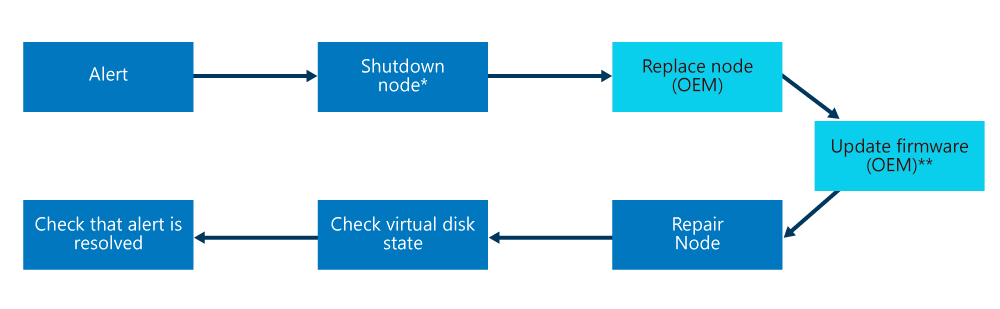 Alert
Shutdown
node*
Replace node
(OEM)
Update firmware
(OEM)**
Repair
Node
Check virtual disk
state
Check that alert is
resolved